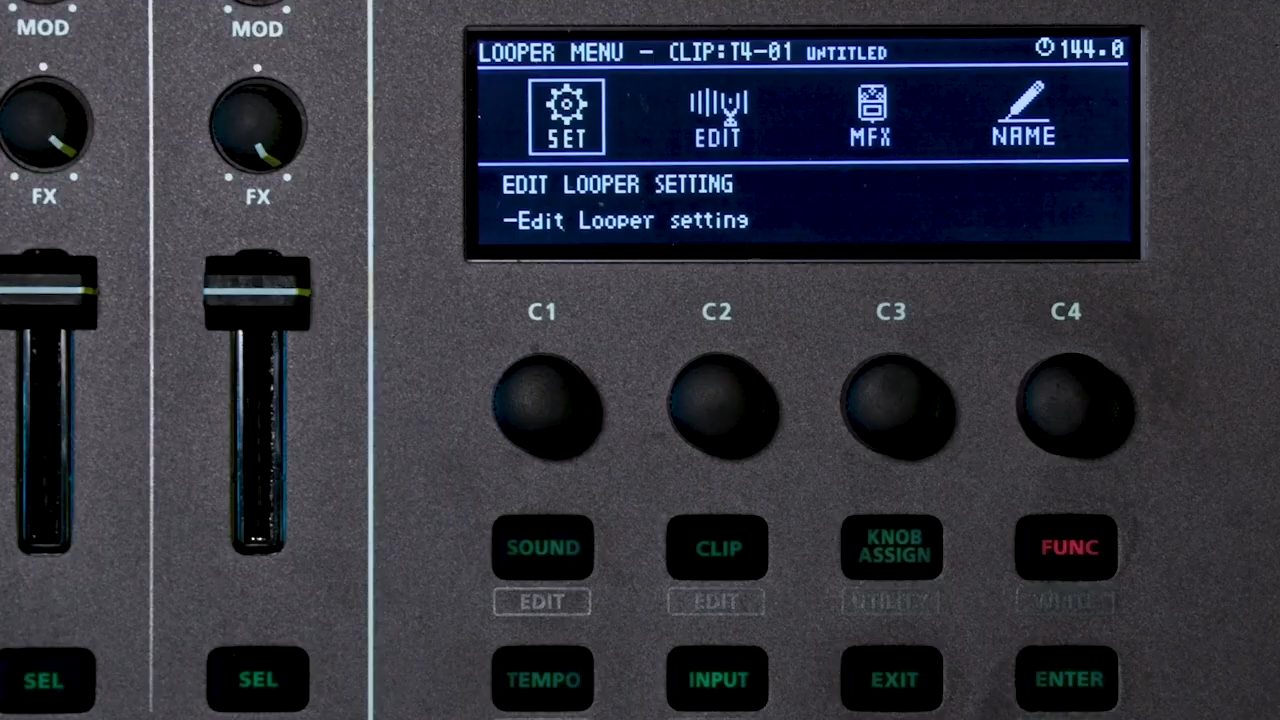 MOD
MOD
FX
FX
LOOPER MENU – CLIP:T4-01 UNTITLED 144.0
SET EDIT MFX NAME
EDIT LOOPER SETTING
-Edit Looper setting
C1 C2 C3 C4
SOUND CLIP KNOB ASSIGN FUNC
EDIT EDIT UTILITY WRITE
SEL SEL TEMPO INPUT EXIT ENTER